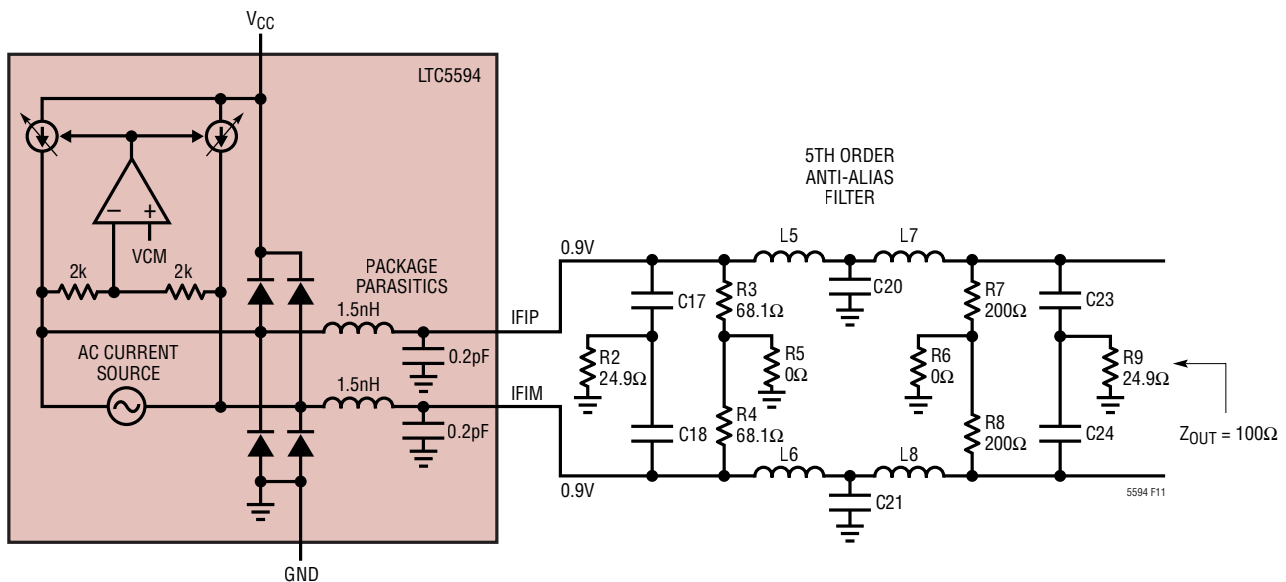 VCC
LTC5594
VCM
2k
2k
PACKAGE
PARASITICS
1.5nH
IFIP
0.2pF
AC CURRENT
SOURCE
1.5nH
IFIM
0.2pF
GND
5TH ORDER
ANTI-ALIAS
FILTER
0.9V
L5
L7
C17
R3
68.1Ω
C20
R7
200Ω
C23
R2
24.9Ω
R5
0Ω
R6
0Ω
R9
24.9Ω
C18
R4
68.1Ω
R8
200Ω
C24
ZOUT = 100Ω
L6
L8
0.9V
C21
5594 F11